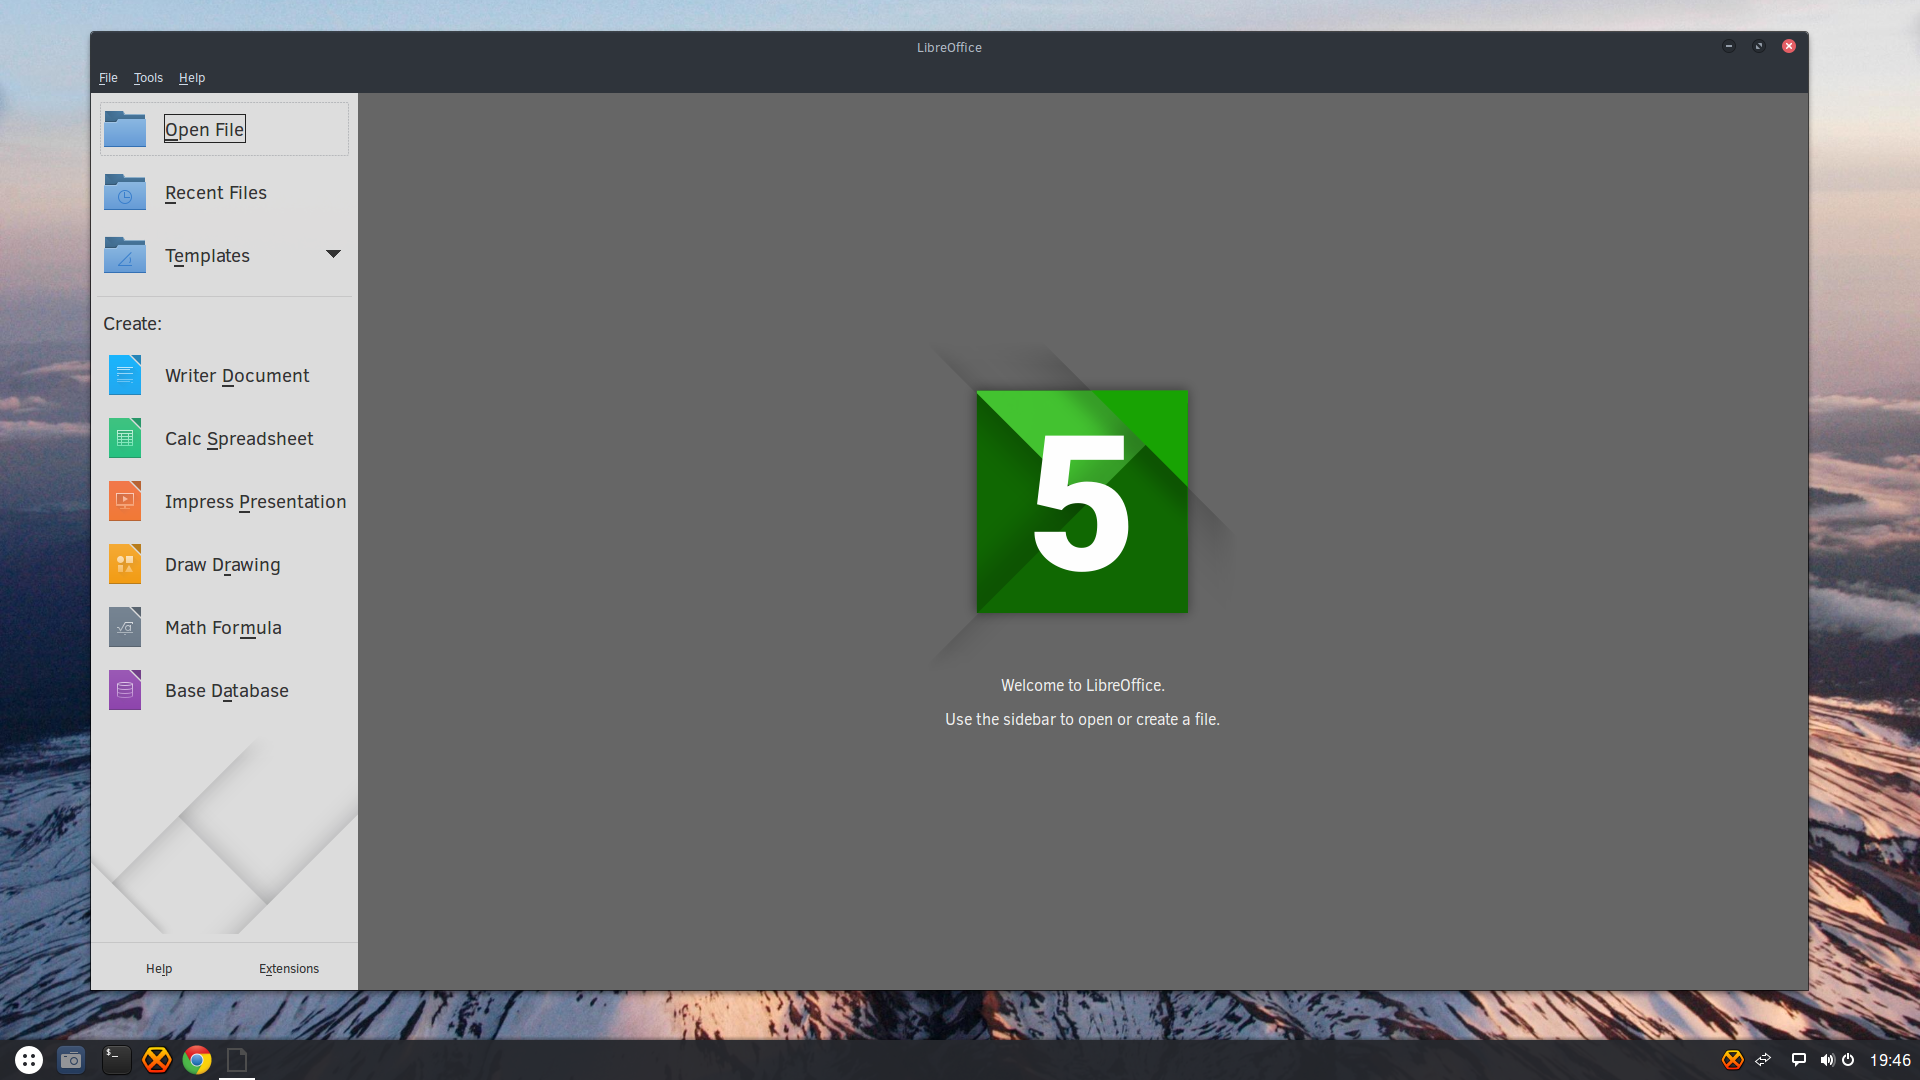 LibreOffice
File Tools Help
Open File
Recent Files
Templates
Create:
Writer Document
Calc Spreadsheet
Impress Presentation
Draw Drawing
Math Formula
Base Database
Help Extensions
5
Welcome to LibreOffice.
Use the sidebar to open or create a file.
$_
19:46